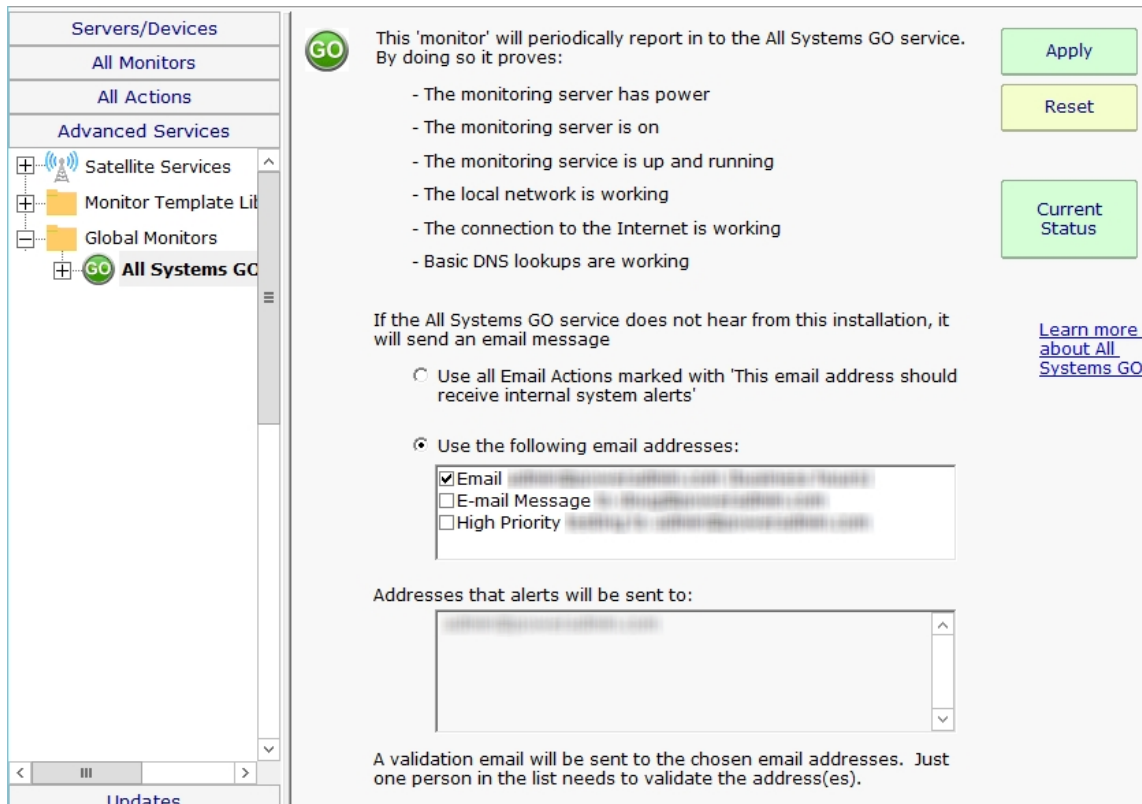 Servers/Devices
All Monitors
All Actions
Advanced Services
Satellite Services
Monitor Template Lib
Global Monitors
GO All Systems GO
Updates
GO
This 'monitor' will periodically report in to the All Systems GO service.
By doing so it proves:
- The monitoring server has power
- The monitoring server is on
- The monitoring service is up and running
- The local network is working
- The connection to the Internet is working
- Basic DNS lookups are working
If the All Systems GO service does not hear from this installation, it
will send an email message
Use all Email Actions marked with 'This email address should
receive internal system alerts'
Use the following email addresses:
Email
E-mail Message
High Priority
Addresses that alerts will be sent to:
A validation email will be sent to the chosen email addresses. Just
one person in the list needs to validate the address(es).
Apply
Reset
Current
Status
Learn more
about All
Systems GO